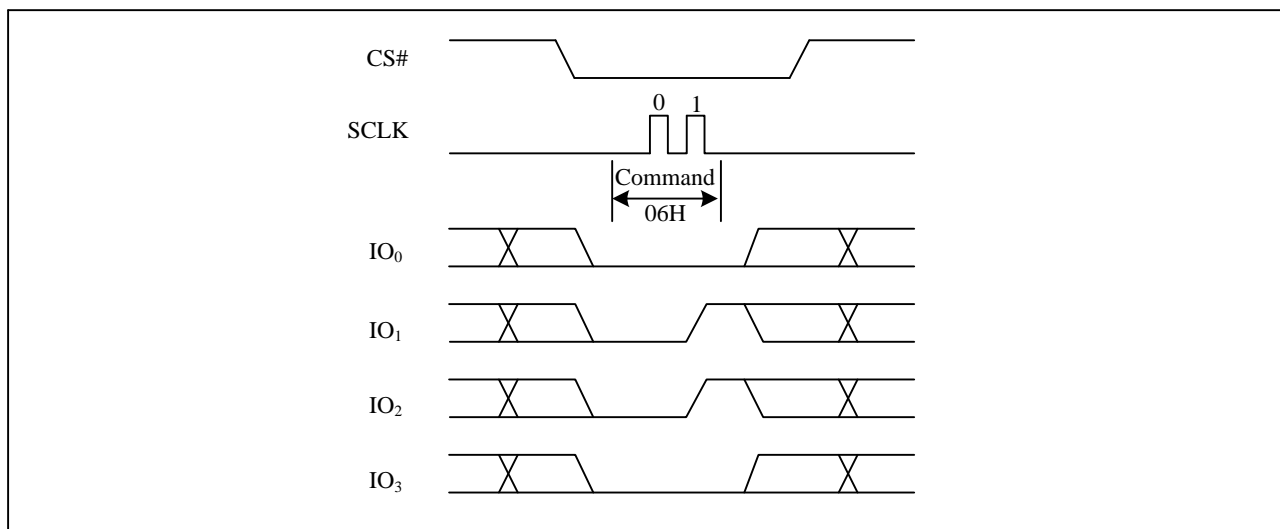 CS#
0 1
SCLK
Command
06H
IO₀
IO₁
IO₂
IO₃